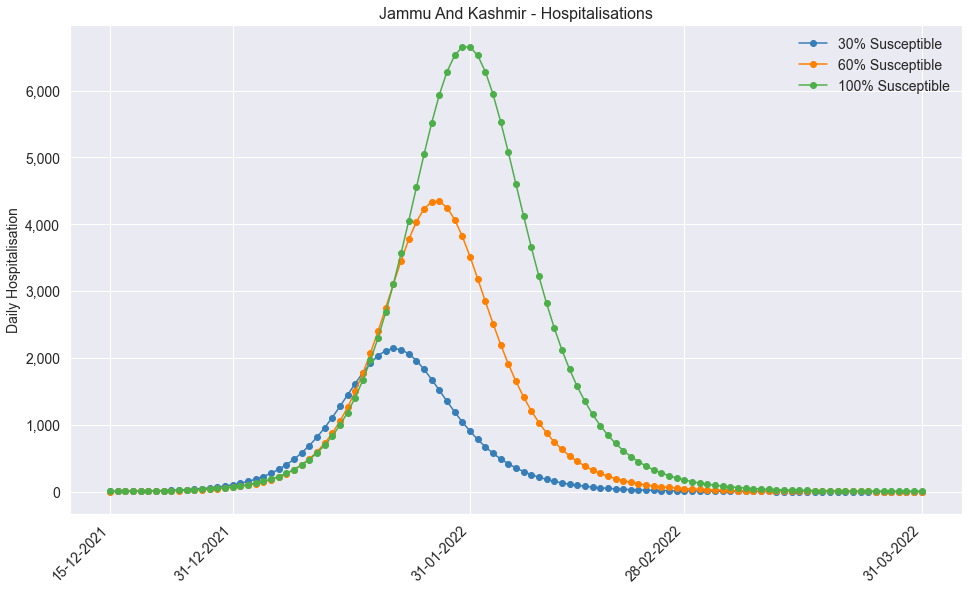 Jammu And Kashmir - Hospitalisations
30% Susceptible
60% Susceptible
100% Susceptible
Daily Hospitalisation
6,000
5,000
4,000
3,000
2,000
1,000
0
15-12-2021
31-12-2021
31-01-2022
28-02-2022
31-03-2022